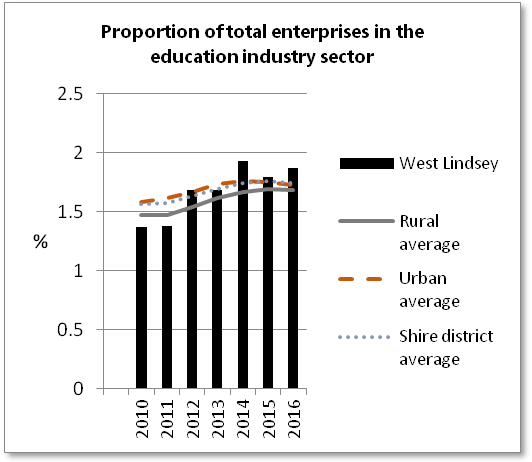 Proportion of total enterprises in the
education industry sector
2.5
2
1.5
1
0.5
0
%
2010
2011
2012
2013
2014
2015
2016
West Lindsey
Rural
average
Urban
average
Shire district
average